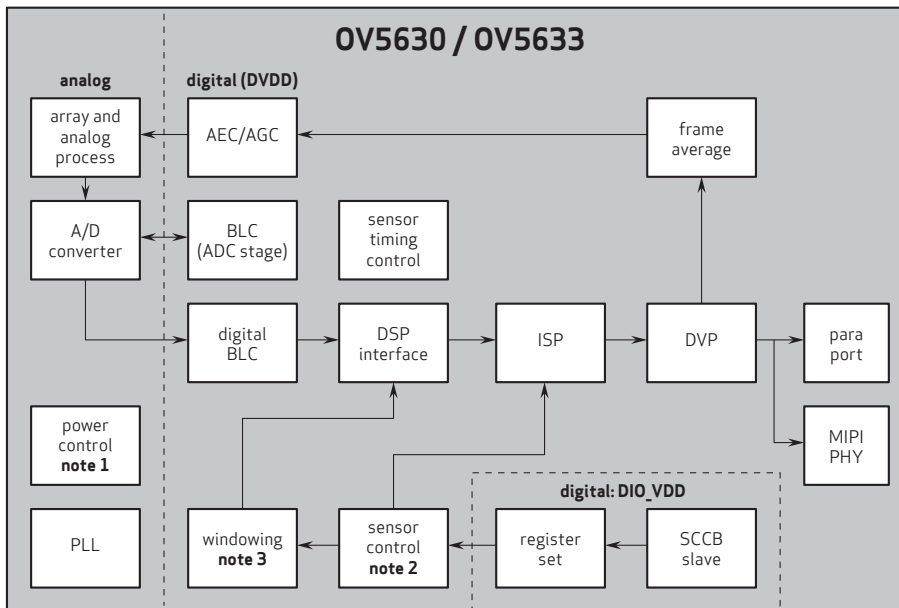 OV5630 / OV5633
analog
digital (DVDD)
array and
analog
process
AEC/AGC
frame
average
A/D
converter
BLC
(ADC stage)
sensor
timing
control
digital
BLC
DSP
interface
ISP
DVP
para
port
power
control
note 1
MIPI
PHY
digital: DIO_VDD
PLL
windowing
note 3
sensor
control
note 2
register
set
SCCB
slave